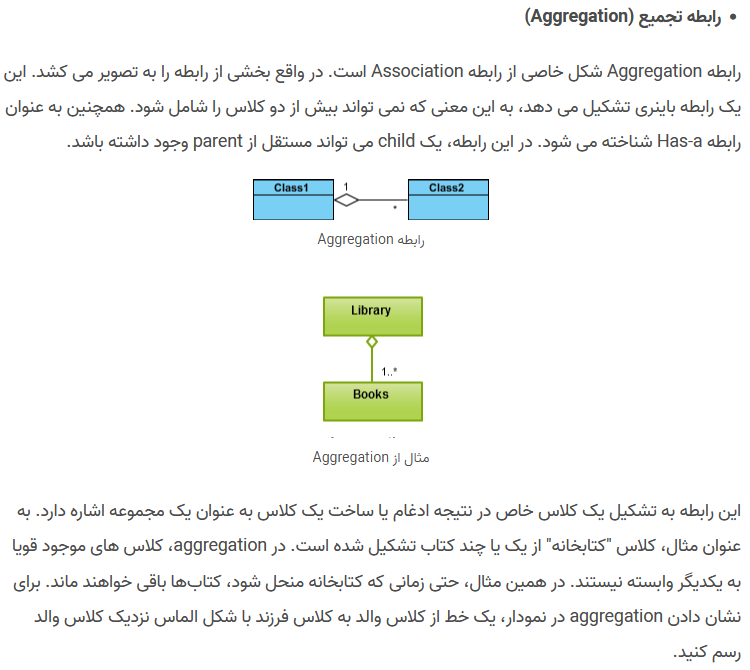 • رابطه تجمیع (Aggregation)
رابطه Aggregation شکل خاصی از رابطه Association است. در واقع بخشی از رابطه را به تصویر می کشد. این
یک رابطه باینری تشکیل می دهد، به این معنی که نمی تواند بیش از دو کلاس را شامل شود. همچنین به عنوان
رابطه Has-a شناخته می شود. در این رابطه، یک child می تواند مستقل از parent وجود داشته باشد.
Class1 1 * Class2
رابطه Aggregation
Library
1..*
Books
مثال از Aggregation
این رابطه به تشکیل یک کلاس خاص در نتیجه ادغام یا ساخت یک کلاس به عنوان یک مجموعه اشاره دارد. به
عنوان مثال، کلاس "کتابخانه" از یک یا چند کتاب تشکیل شده است. در aggregation، کلاس های موجود قویا
به یکدیگر وابسته نیستند. در همین مثال، حتی زمانی که کتابخانه منحل شود، کتاب‌ها باقی خواهند ماند. برای
نشان دادن aggregation در نمودار، یک خط از کلاس والد به کلاس فرزند با شکل الماس نزدیک کلاس والد
رسم کنید.